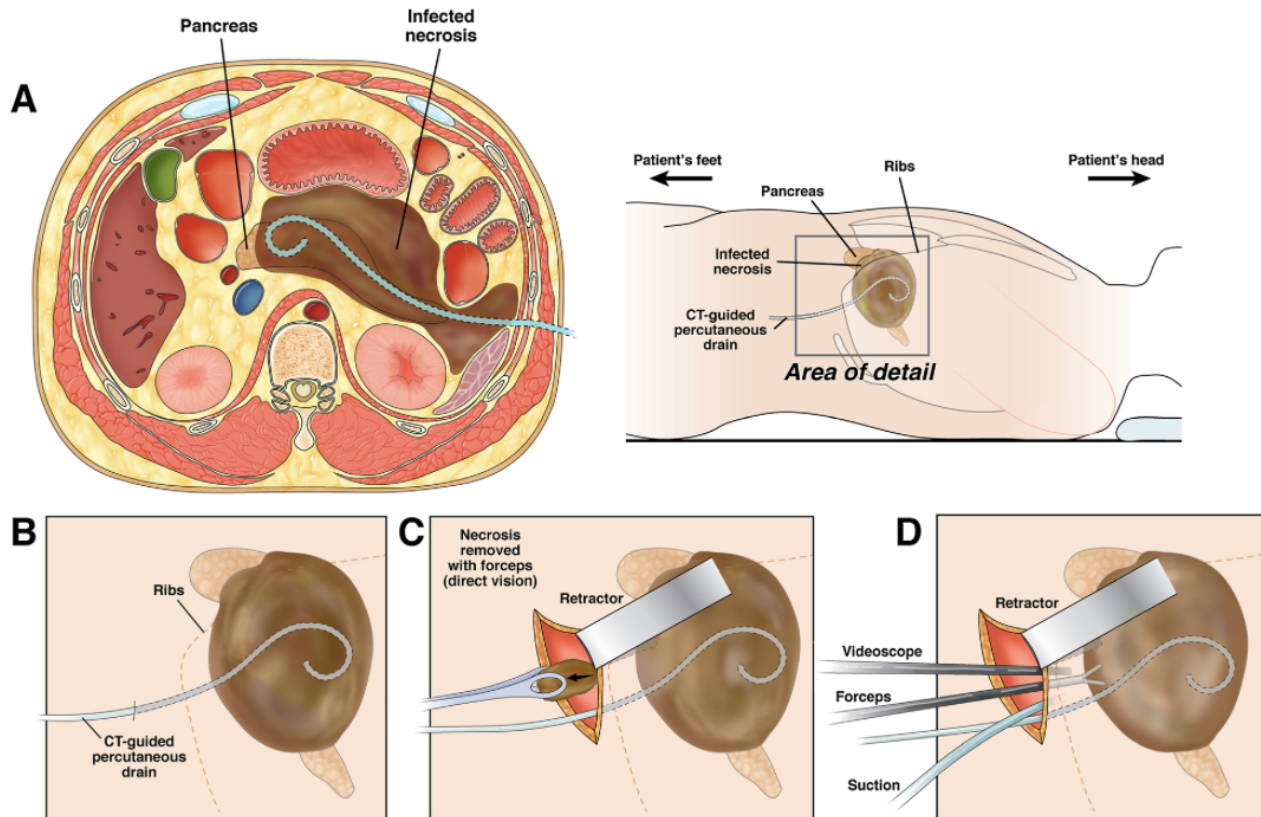 A
Pancreas
Infected
necrosis
Patient's feet
Patient's head
Ribs
Pancreas
Infected
necrosis
CT-guided
percutaneous
drain
Area of detail
B
Ribs
CT-guided
percutaneous
drain
C
Necrosis
removed
with forceps
(direct vision)
Retractor
D
Retractor
Videoscope
Forceps
Suction